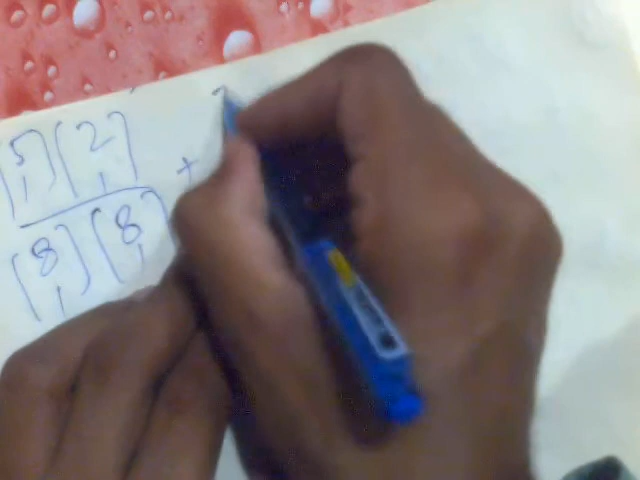 (5 1) (2 1) +
(8 1) (8 1)